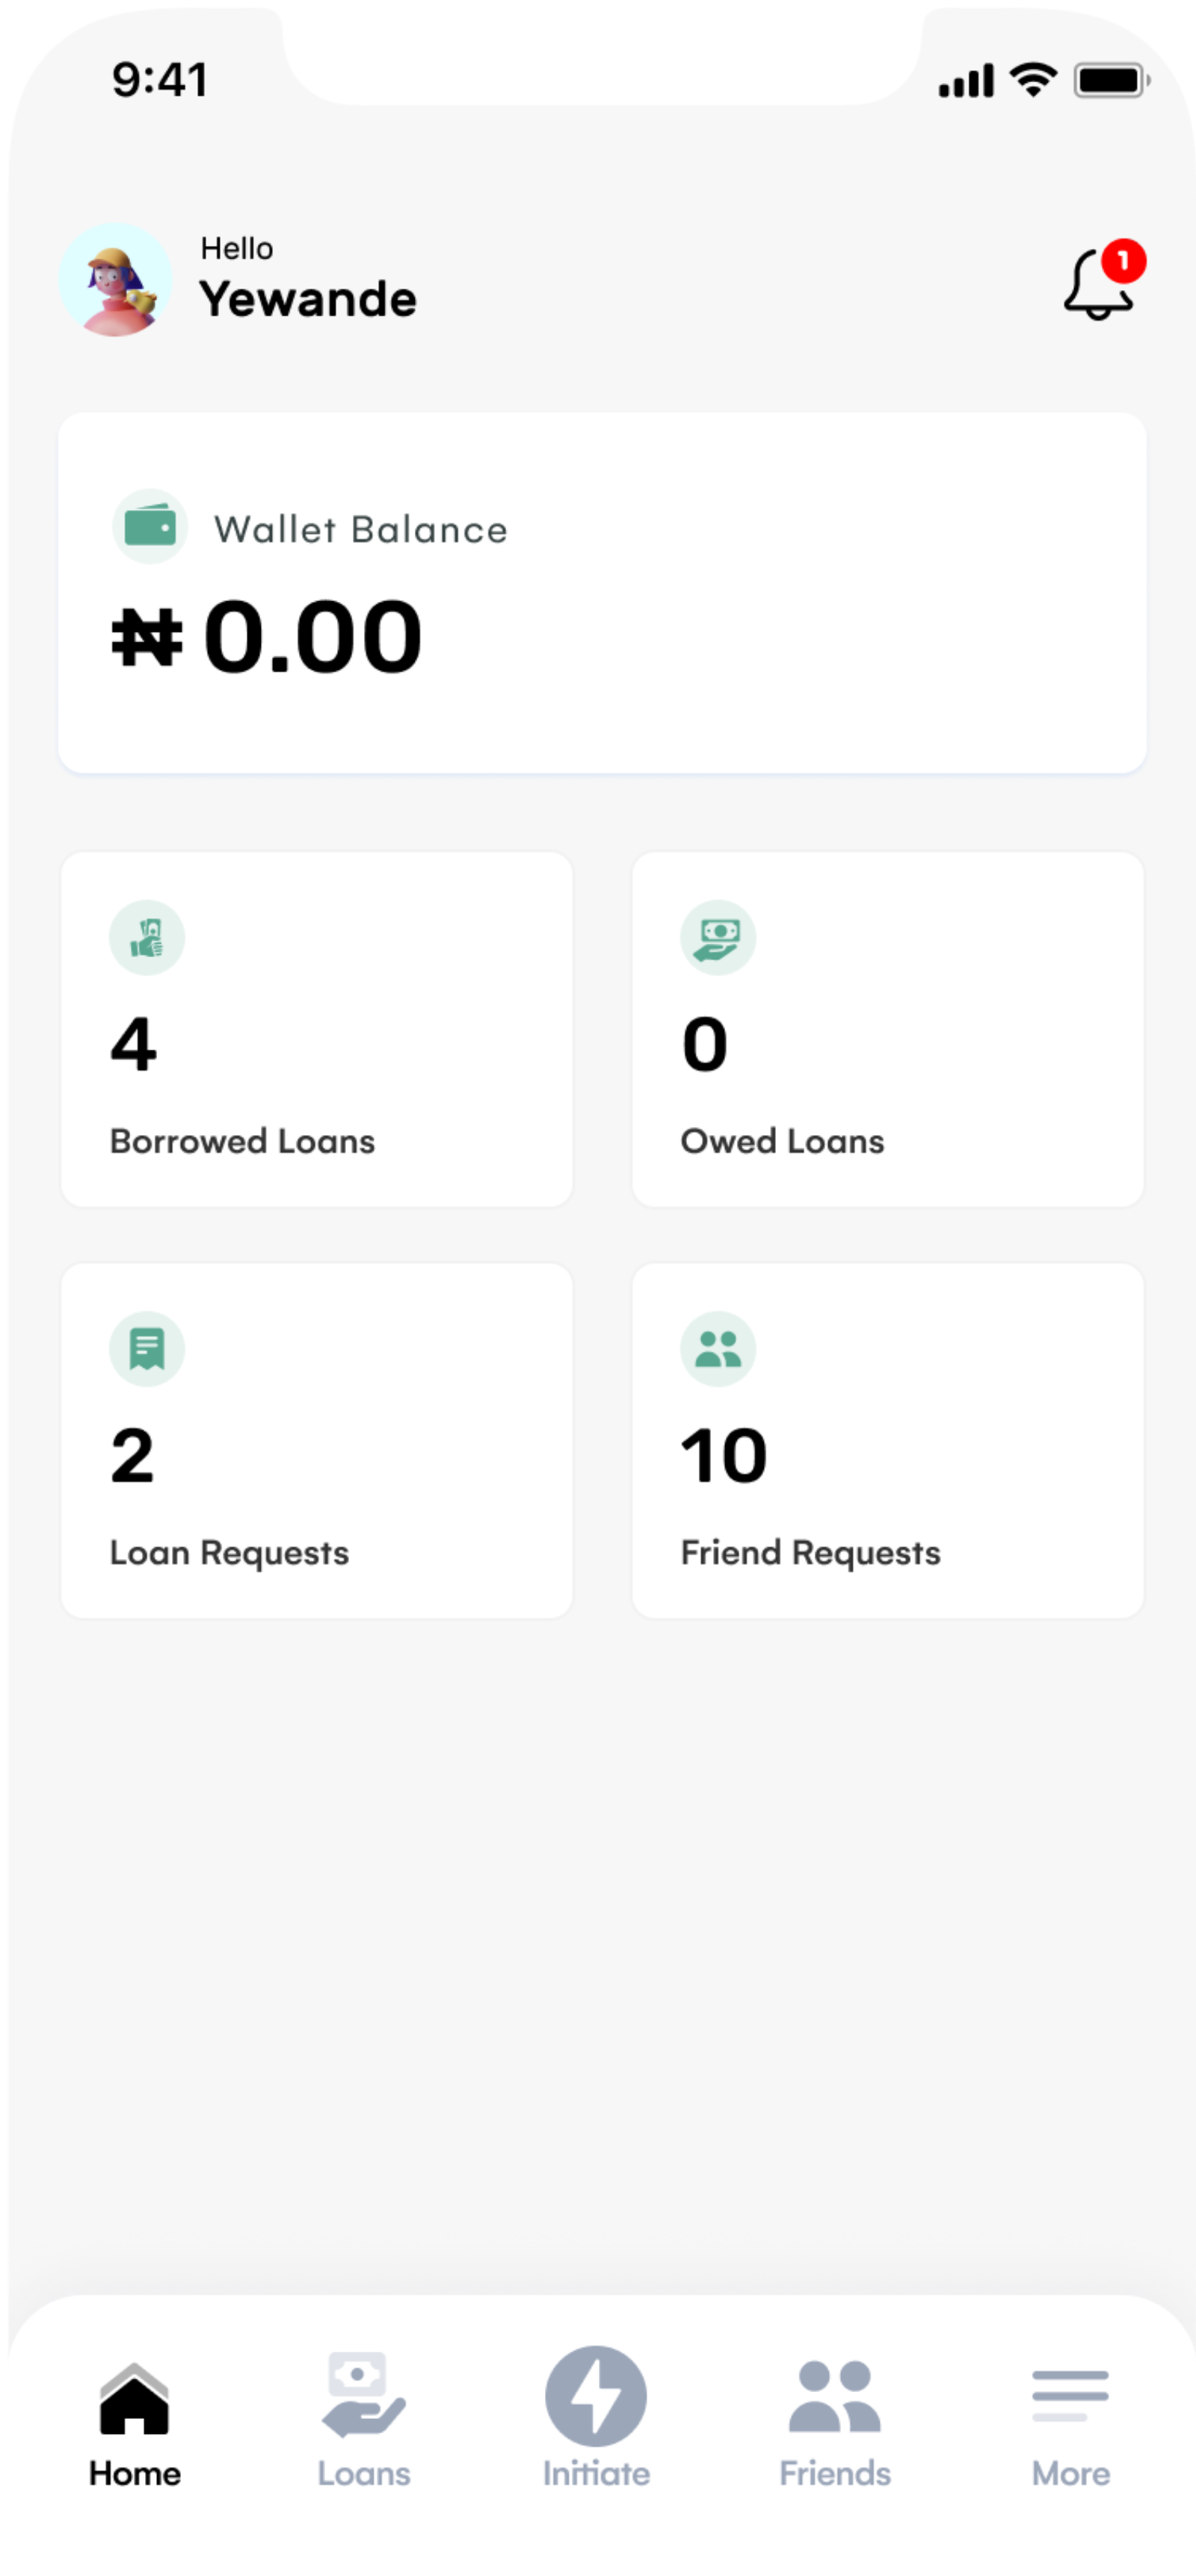 9:41
Hello
1
Yewande
Wallet Balance
₦ 0.00
4
0
Borrowed Loans
Owed Loans
2
10
Loan Requests
Friend Requests
Home
Loans
Initiate
Friends
More